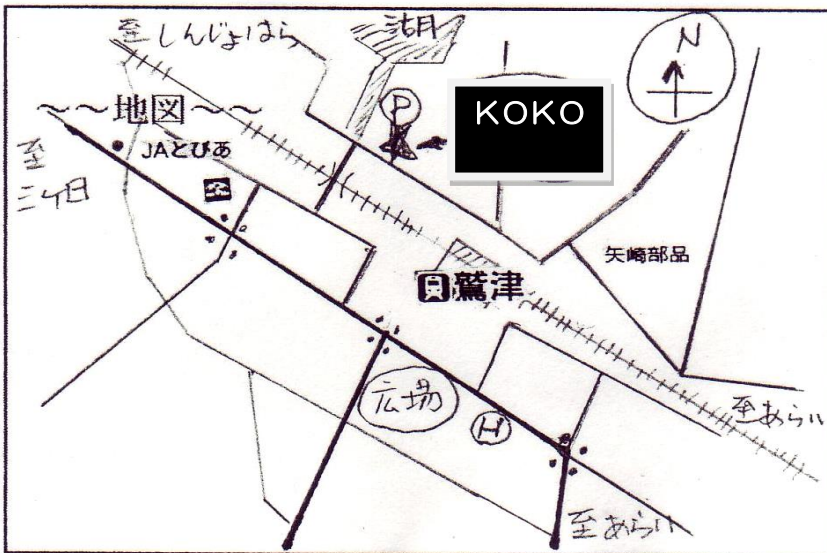 至しんじょはら
湖
N
P
KOKO
～～地図～～
至
三ケ日
JAとぴあ
矢崎部品
鷲津
広場
H
至あらい
至あらい